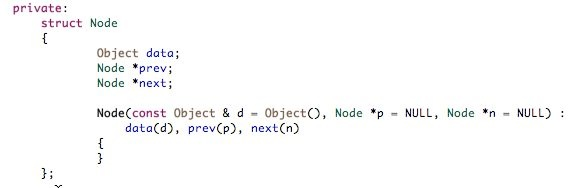 private:
struct Node
{
Object data;
Node *prev;
Node *next;
Node(const Object & d = Object(), Node *p = NULL, Node *n = NULL) :
data(d), prev(p), next(n)
{
}
};